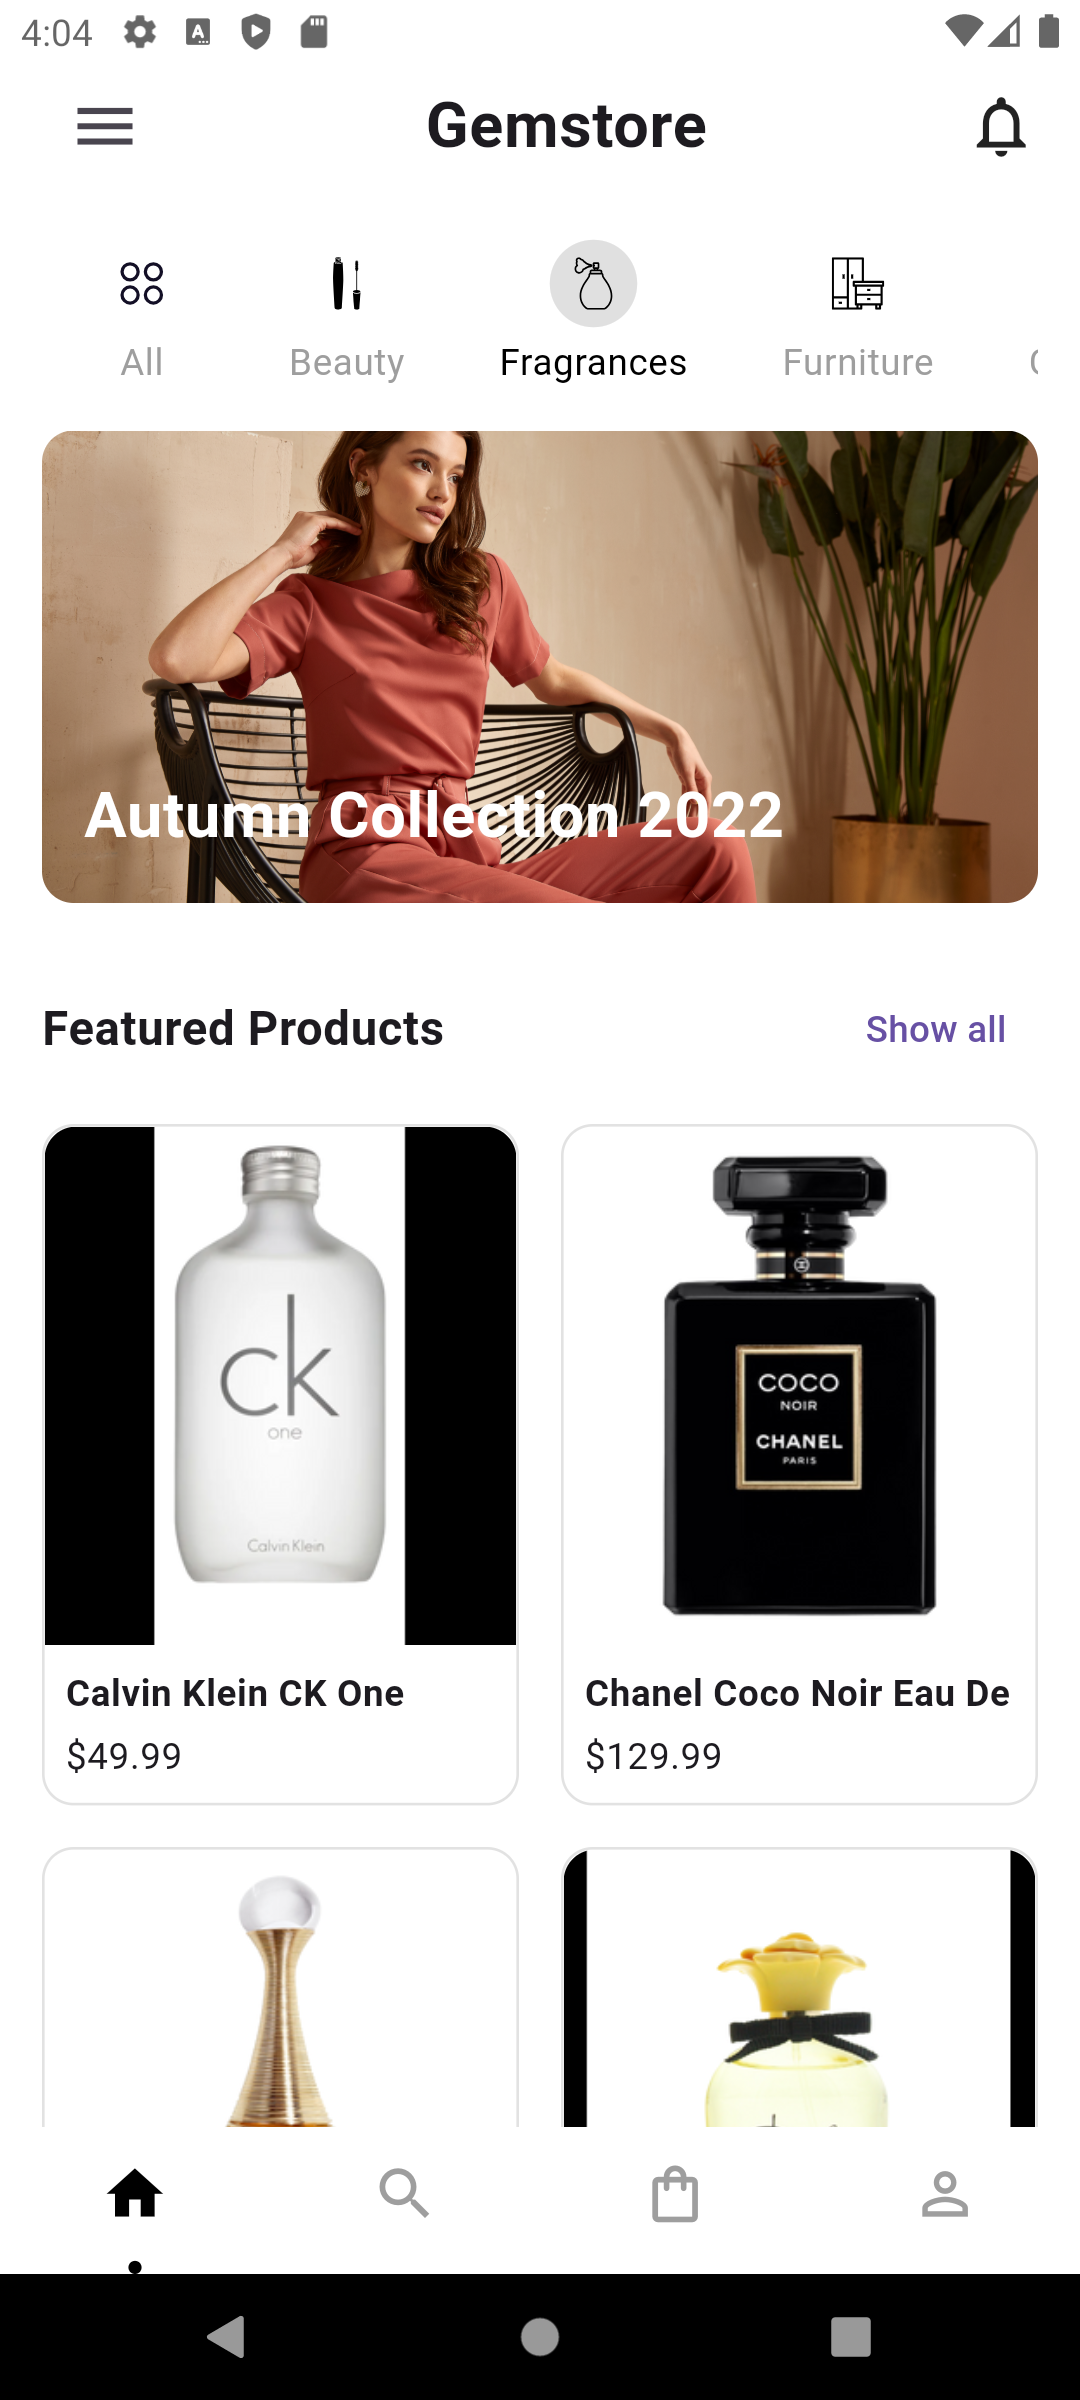 4:04
Gemstore
All
Beauty
Fragrances
Furniture
Autumn Collection 2022
Featured Products
Show all
ck
one
Calvin Klein
COCO
NOIR
CHANEL
PARIS
Calvin Klein CK One
$49.99
Chanel Coco Noir Eau De
$129.99